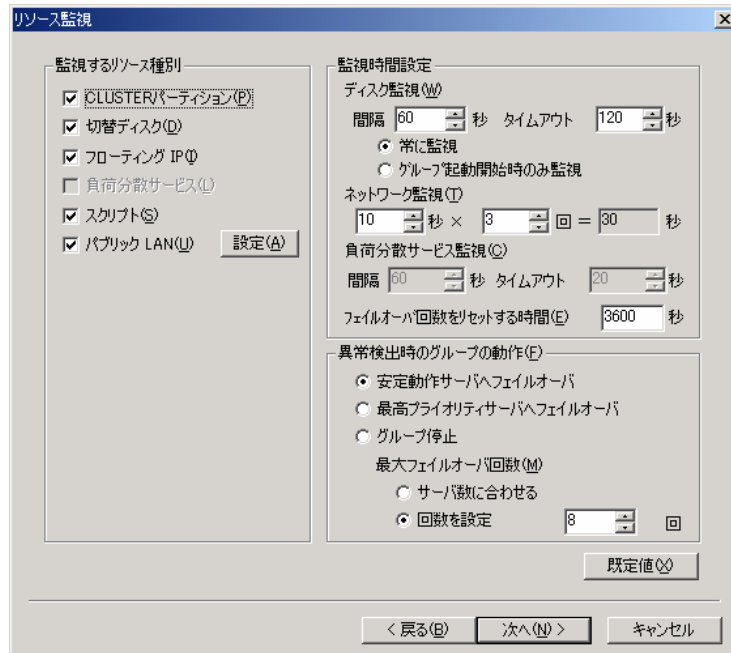 リソース監視
監視するリソース種別
CLUSTERパーティション(P)
切替ディスク(D)
フローティング IP(I)
負荷分散サービス(L)
スクリプト(S)
パブリック LAN(U) 設定(A)
監視時間設定
ディスク監視(W)
間隔 60 秒 タイムアウト 120 秒
常に監視
グループ起動開始時のみ監視
ネットワーク監視(T)
10 秒 × 3 回 = 30 秒
負荷分散サービス監視(C)
間隔 60 秒 タイムアウト 20 秒
フェイルオーバ回数をリセットする時間(E) 3600 秒
異常検出時のグループの動作(F)
安定動作サーバへフェイルオーバ
最高プライオリティサーバへフェイルオーバ
グループ停止
最大フェイルオーバ回数(M)
サーバ数に合わせる
回数を設定 8 回
既定値(X)
< 戻る(B) 次へ(N) > キャンセル